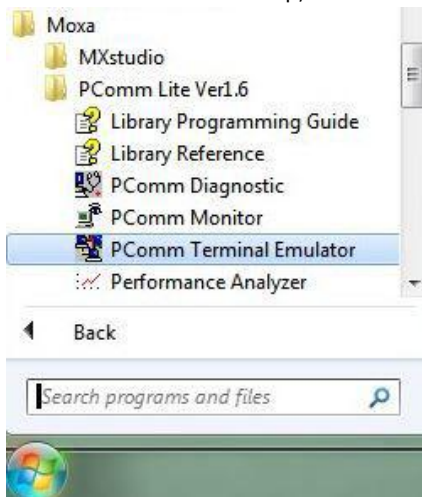 Moxa
MXstudio
PComm Lite Ver1.6
Library Programming Guide
Library Reference
PComm Diagnostic
PComm Monitor
PComm Terminal Emulator
Performance Analyzer
Back
Search programs and files